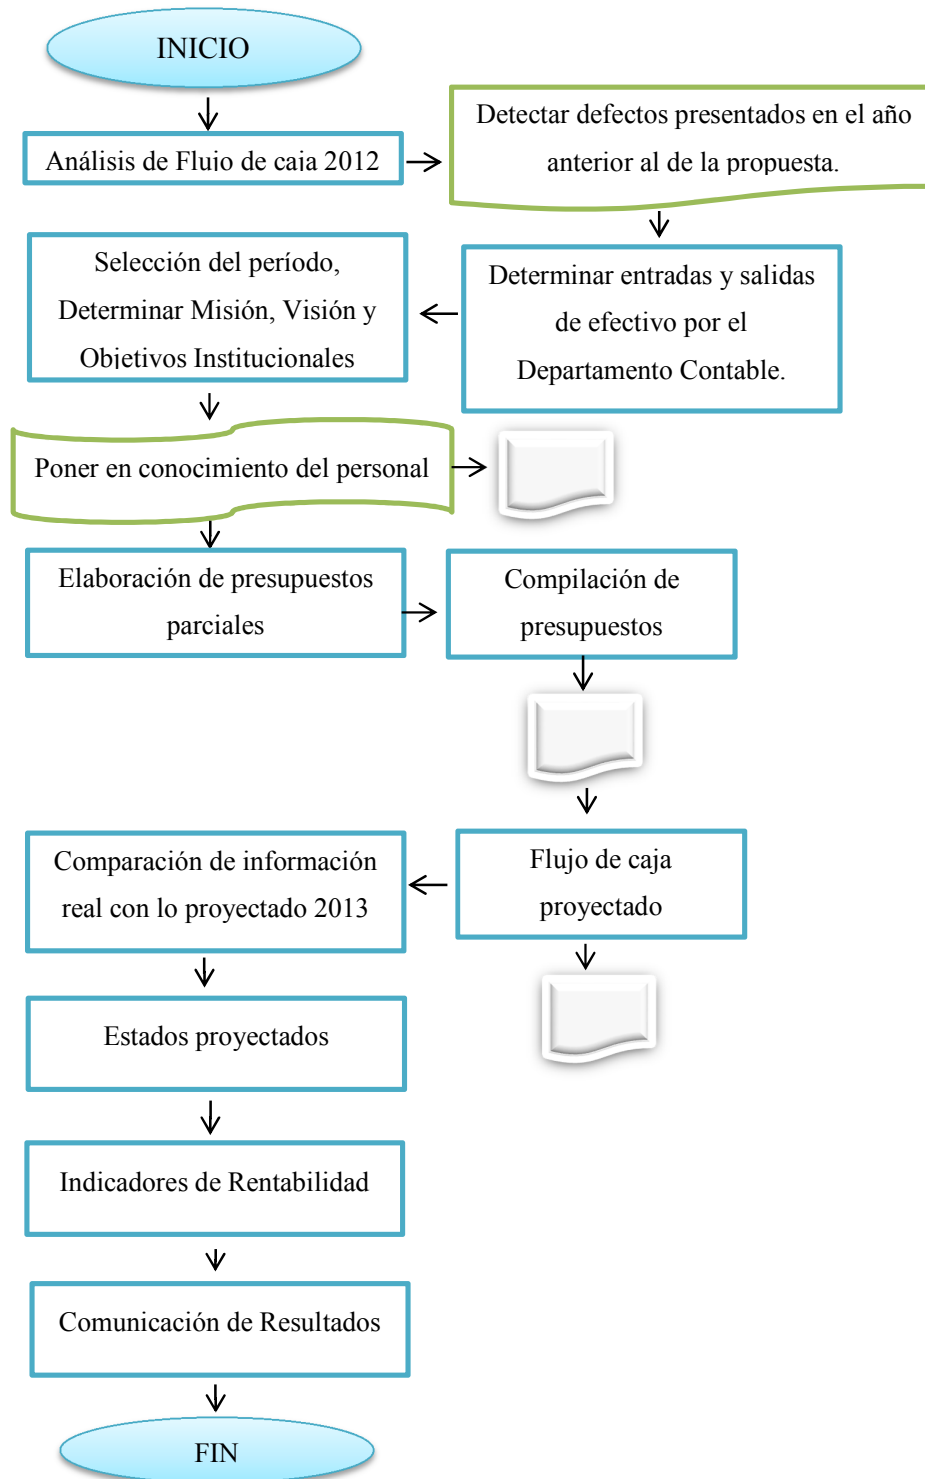 INICIO
Análisis de Flujo de caja 2012
Detectar defectos presentados en el año
anterior al de la propuesta.
Determinar entradas y salidas
de efectivo por el
Departamento Contable.
Selección del período,
Determinar Misión, Visión y
Objetivos Institucionales
Poner en conocimiento del personal
Elaboración de presupuestos
parciales
Compilación de
presupuestos
Flujo de caja
proyectado
Comparación de información
real con lo proyectado 2013
Estados proyectados
Indicadores de Rentabilidad
Comunicación de Resultados
FIN